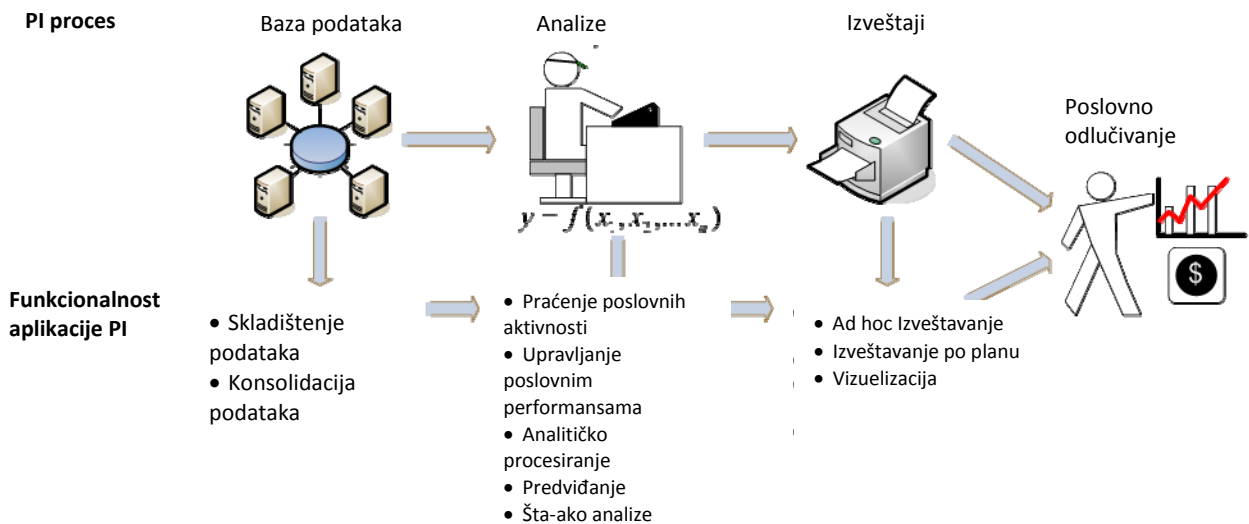 PI proces
Baza podataka
Analize
Izveštaji
Poslovno
odlučivanje
y = f(x₁, x₂,... xₙ)
$
Funkcionalnost
aplikacije PI
• Skladištenje
podataka
• Konsolidacija
podataka
• Praćenje poslovnih
aktivnosti
• Upravljanje
poslovnim
performansama
• Analitičko
procesiranje
• Predviđanje
• Šta-ako analize
• Ad hoc Izveštavanje
• Izveštavanje po planu
• Vizuelizacija